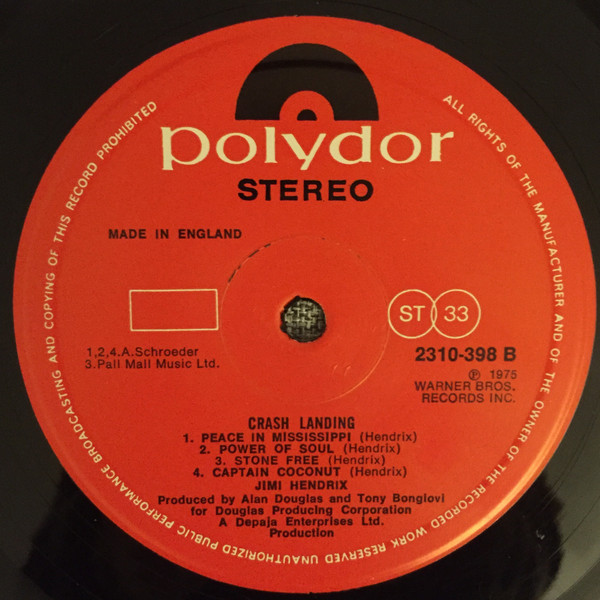 polydor
STEREO
MADE IN ENGLAND
ST 33
1,2,4.A.Schroeder
3.Pall Mall Music Ltd.
2310-398 B
℗ 1975
WARNER BROS.
RECORDS INC.
CRASH LANDING
1. PEACE IN MISSISSIPPI (Hendrix)
2. POWER OF SOUL (Hendrix)
3. STONE FREE (Hendrix)
4. CAPTAIN COCONUT (Hendrix)
JIMI HENDRIX
Produced by Alan Douglas and Tony Bongiovi
for Douglas Producing Corporation
A Depaja Enterprises Ltd.
Production
ALL RIGHTS OF THE MANUFACTURER AND OF THE OWNER OF THE RECORDED WORK RESERVED UNAUTHORIZED PUBLIC PERFORMANCE BROADCASTING AND COPYING OF THIS RECORD PROHIBITED